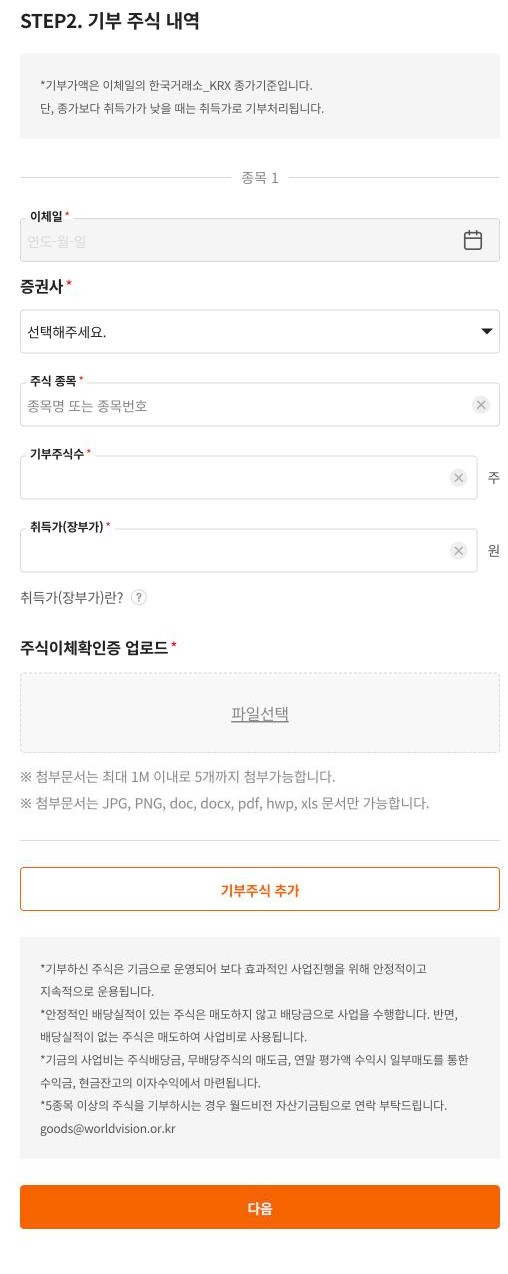 STEP2. 기부 주식 내역
*기부가액은 이체일의 한국거래소_KRX 종가기준입니다.
단, 종가보다 취득가가 낮을 때는 취득가로 기부처리됩니다.
종목 1
이체일 *
연도-월-일
증권사 *
선택해주세요.
주식 종목 *
종목명 또는 종목번호
기부주식수 *
주
취득가(장부가) *
원
취득가(장부가)란? ?
주식이체확인증 업로드 *
파일선택
※ 첨부문서는 최대 1M 이내로 5개까지 첨부가능합니다.
※ 첨부문서는 JPG, PNG, doc, docx, pdf, hwp, xls 문서만 가능합니다.
기부주식 추가
*기부하신 주식은 기금으로 운영되어 보다 효과적인 사업진행을 위해 안정적이고
지속적으로 운용됩니다.
*안정적인 배당실적이 있는 주식은 매도하지 않고 배당금으로 사업을 수행합니다. 반면,
배당실적이 없는 주식은 매도하여 사업비로 사용됩니다.
*기금의 사업비는 주식배당금, 무배당주식의 매도금, 연말 평가액 수익시 일부매도를 통한
수익금, 현금잔고의 이자수익에서 마련됩니다.
*5종목 이상의 주식을 기부하시는 경우 월드비전 자산기금팀으로 연락 부탁드립니다.
goods@worldvision.or.kr
다음